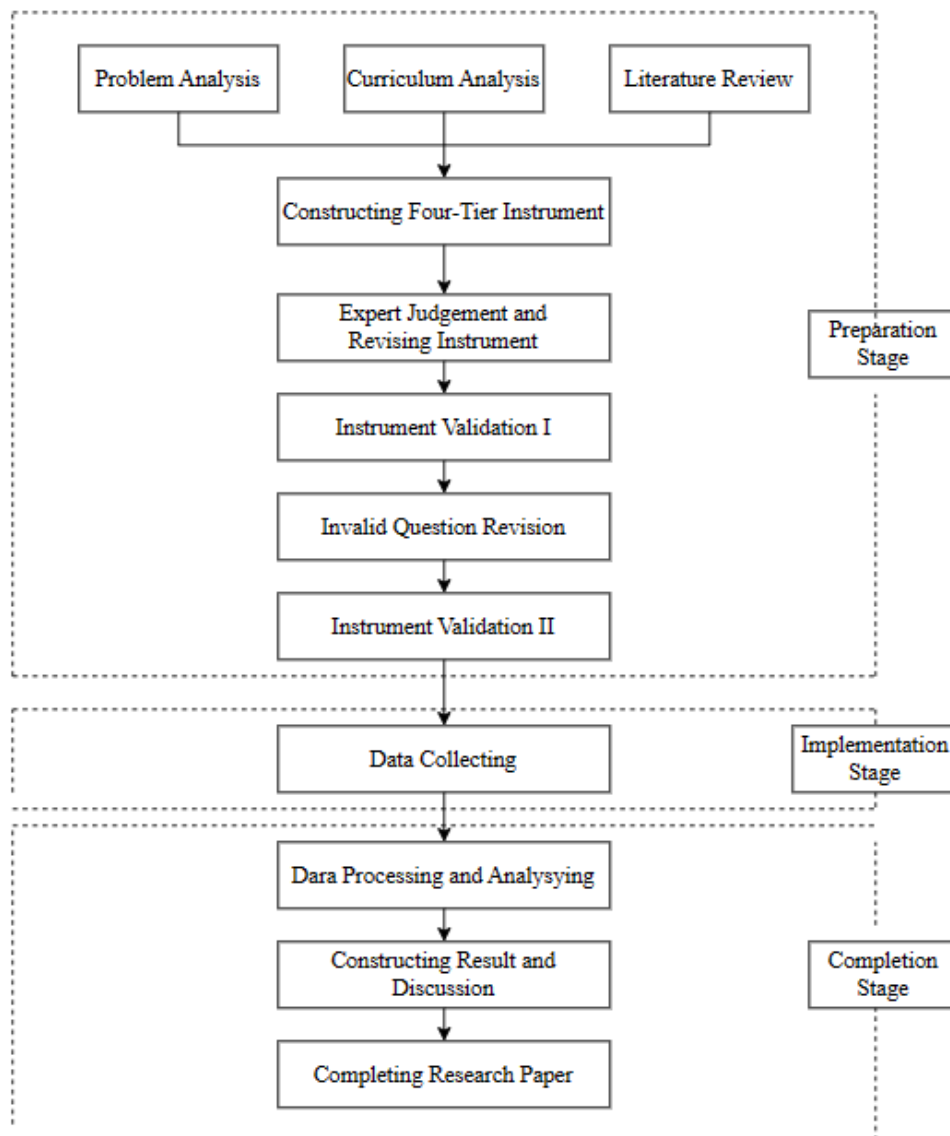 Problem Analysis
Curriculum Analysis
Literature Review
Constructing Four-Tier Instrument
Expert Judgement and
Revising Instrument
Preparation
Stage
Instrument Validation I
Invalid Question Revision
Instrument Validation II
Data Collecting
Implementation
Stage
Dara Processing and Analysying
Constructing Result and
Discussion
Completion
Stage
Completing Research Paper